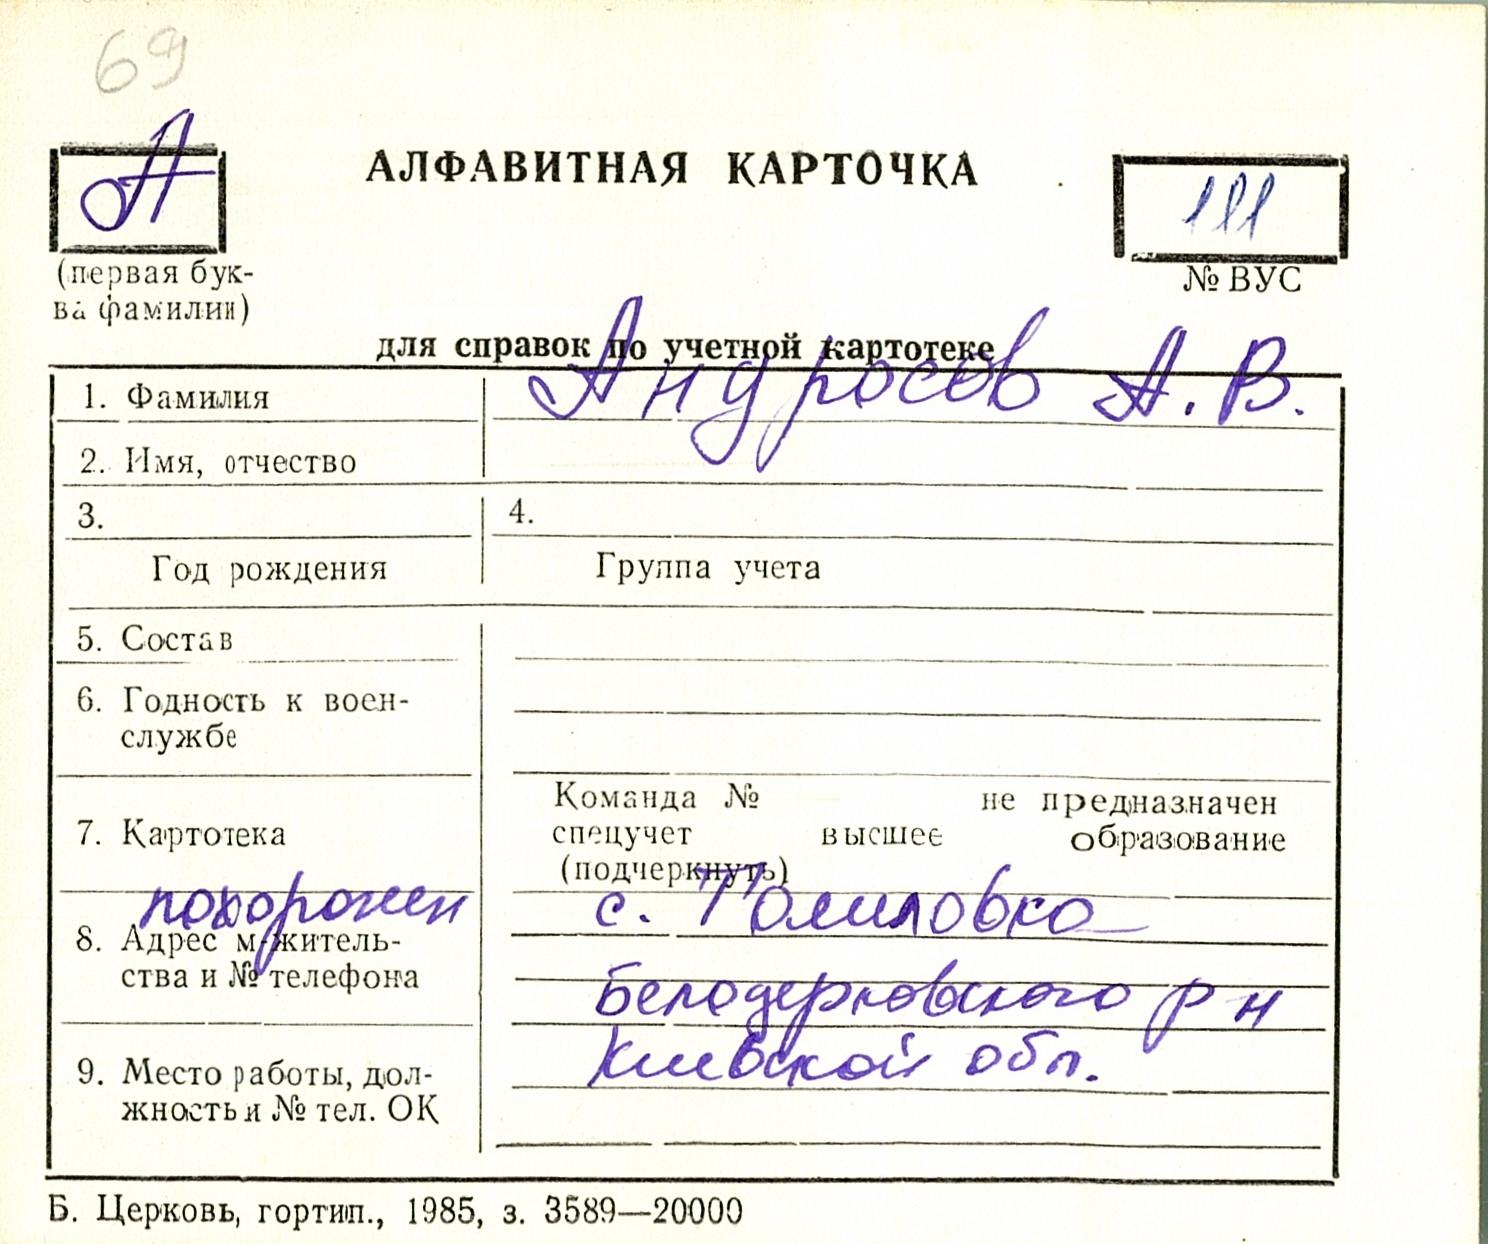 69
А
АЛФАВИТНАЯ КАРТОЧКА
111
(первая бук-
ва фамилии)
№ ВУС
для справок по учетной картотеке
1. Фамилия
Андросов А. В.
2. Имя, отчество
3.
4.
Год рождения
Группа учета
5. Состав
6. Годность к воен-
службе
7. Картотека
Команда № не предназначен
спецучет высшее образование
(подчеркнуть)
похоронен
с. Томиловка
8. Адрес м-житель-
ства и № телефона
Белоцерковского р н
Киевской обл.
9. Место работы, дол-
жность и № тел. ОК
Б. Церковь, гортип., 1985, з. 3589—20000